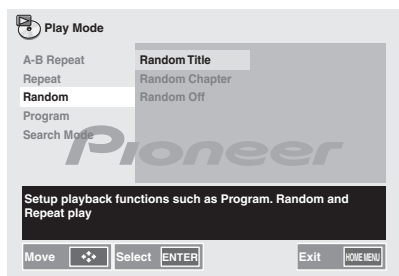 Play Mode
A-B Repeat
Random Title
Repeat
Random Chapter
Random
Random Off
Program
Search Mode
Pioneer
Setup playback functions such as Program. Random and
Repeat play
Move Select ENTER Exit HOME MENU